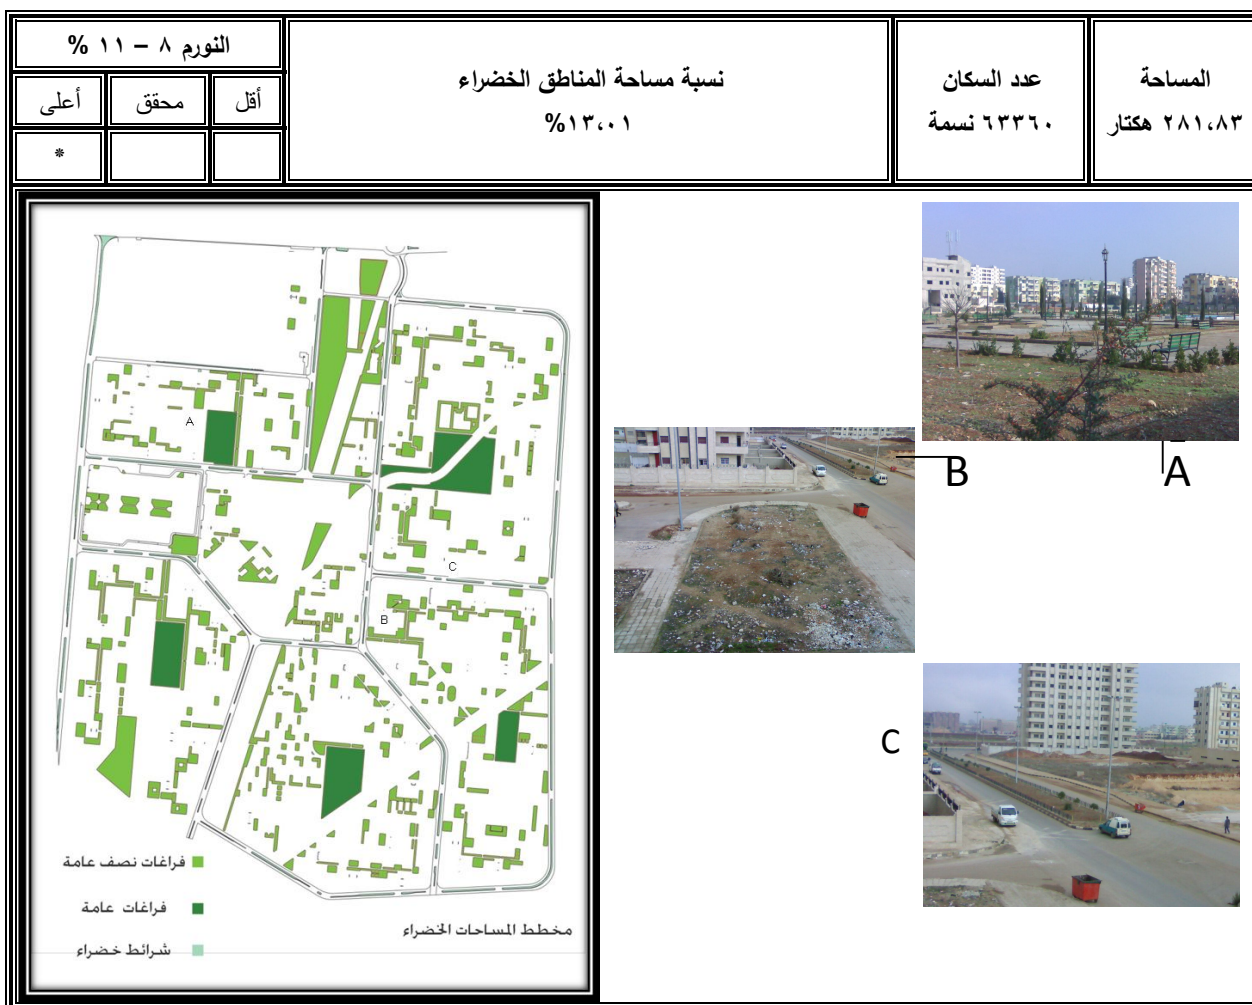 المساحة
٢٨١،٨٣ هكتار
عدد السكان
٦٣٣٦٠ نسمة
نسبة مساحة المناطق الخضراء
١٣،٠١%
النورم ٨ – ١١ %
أقل
محقق
أعلى
*
A
B
C
A
C
B
فراغات نصف عامة
فراغات عامة
شرائط خضراء
مخطط المساحات الخضراء